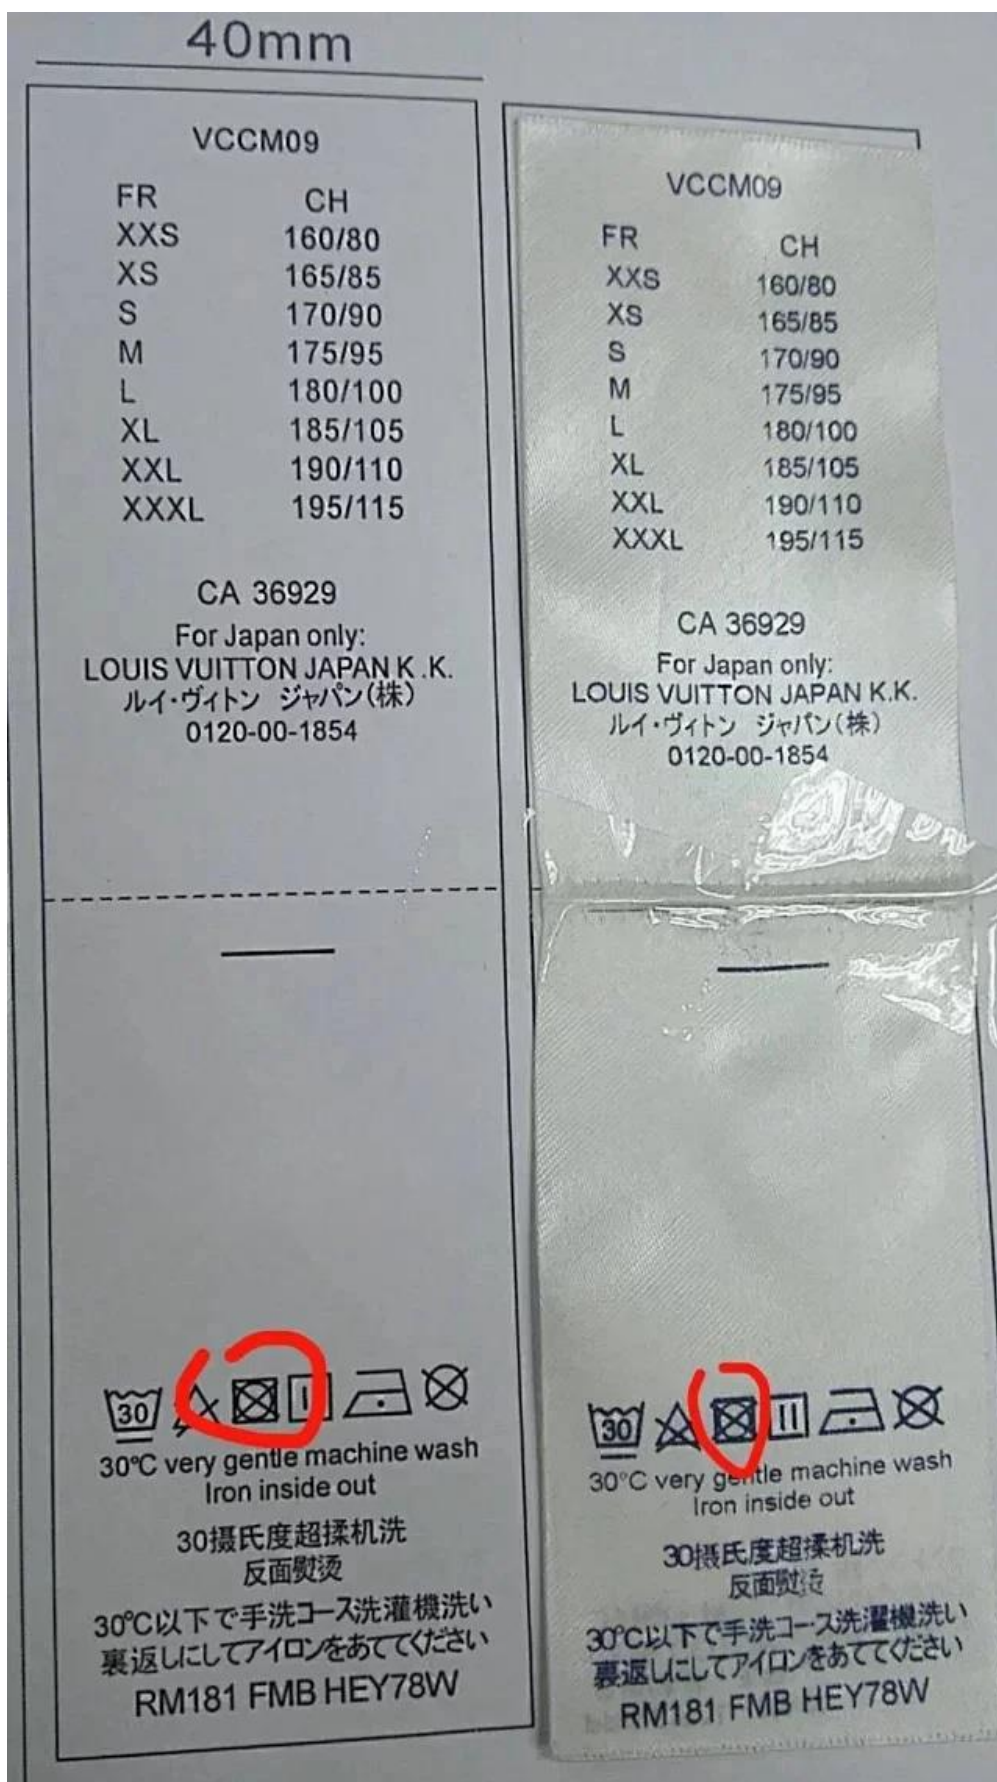 40mm
VCCM09
FR CH
XXS 160/80
XS 165/85
S 170/90
M 175/95
L 180/100
XL 185/105
XXL 190/110
XXXL 195/115
CA 36929
For Japan only:
LOUIS VUITTON JAPAN K .K.
ルイ・ヴィトン ジャパン(株)
0120-00-1854
30
30°C very gentle machine wash
Iron inside out
30摄氏度超揉机洗
反面熨烫
30℃以下で手洗コース洗灌機洗い
裏返しにしてアイロンをあててください
RM181 FMB HEY78W
VCCM09
FR CH
XXS 160/80
XS 165/85
S 170/90
M 175/95
L 180/100
XL 185/105
XXL 190/110
XXXL 195/115
CA 36929
For Japan only:
LOUIS VUITTON JAPAN K.K.
ルイ・ヴィトン ジャパン(株)
0120-00-1854
30
30°C very gentle machine wash
Iron inside out
30摄氏度超揉机洗
反面熨烫
30℃以下で手洗コース洗濯機洗い
裏返しにしてアイロンをあててください
RM181 FMB HEY78W